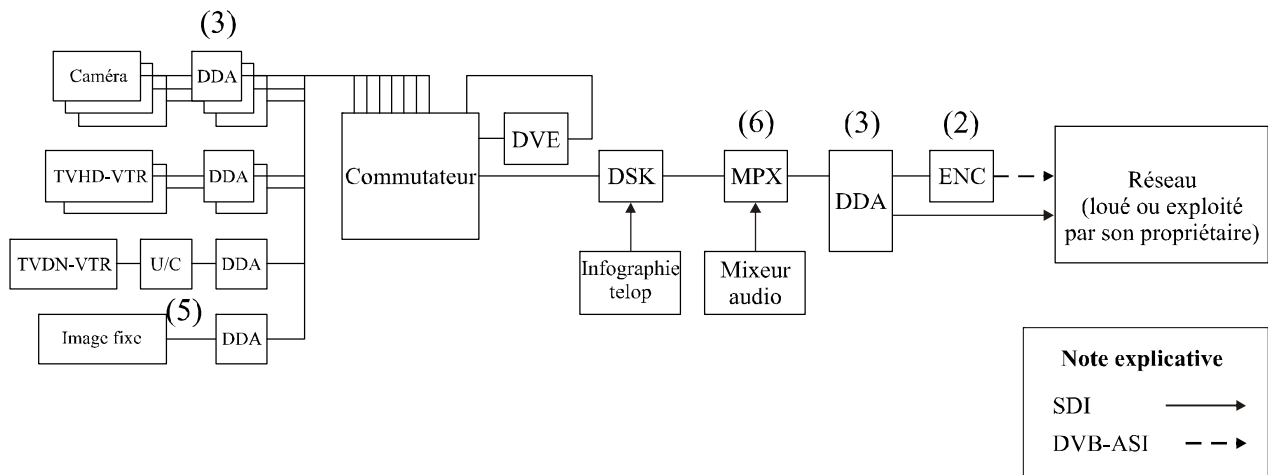 (3)
Caméra
DDA
TVHD-VTR
DDA
TVDN-VTR
U/C
DDA
(5)
Image fixe
DDA
Commutateur
DVE
DSK
Infographie
telop
(6)
MPX
Mixeur
audio
(3)
DDA
(2)
ENC
Réseau
(loué ou exploité
par son propriétaire)
Note explicative
SDI
DVB-ASI